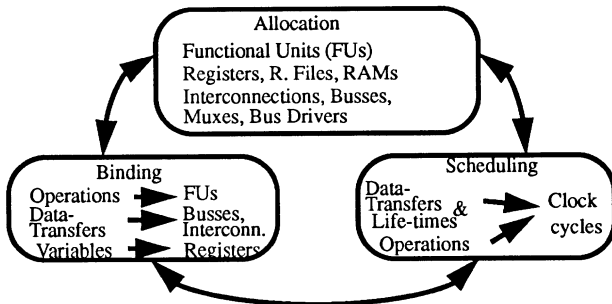 Allocation
Functional Units (FUs)
Registers, R. Files, RAMs
Interconnections, Busses,
Muxes, Bus Drivers
Binding
Operations FUs
Data- Busses,
Transfers Interconn.
Variables Registers
Scheduling
Data-
Transfers & Clock
Life-times cycles
Operations